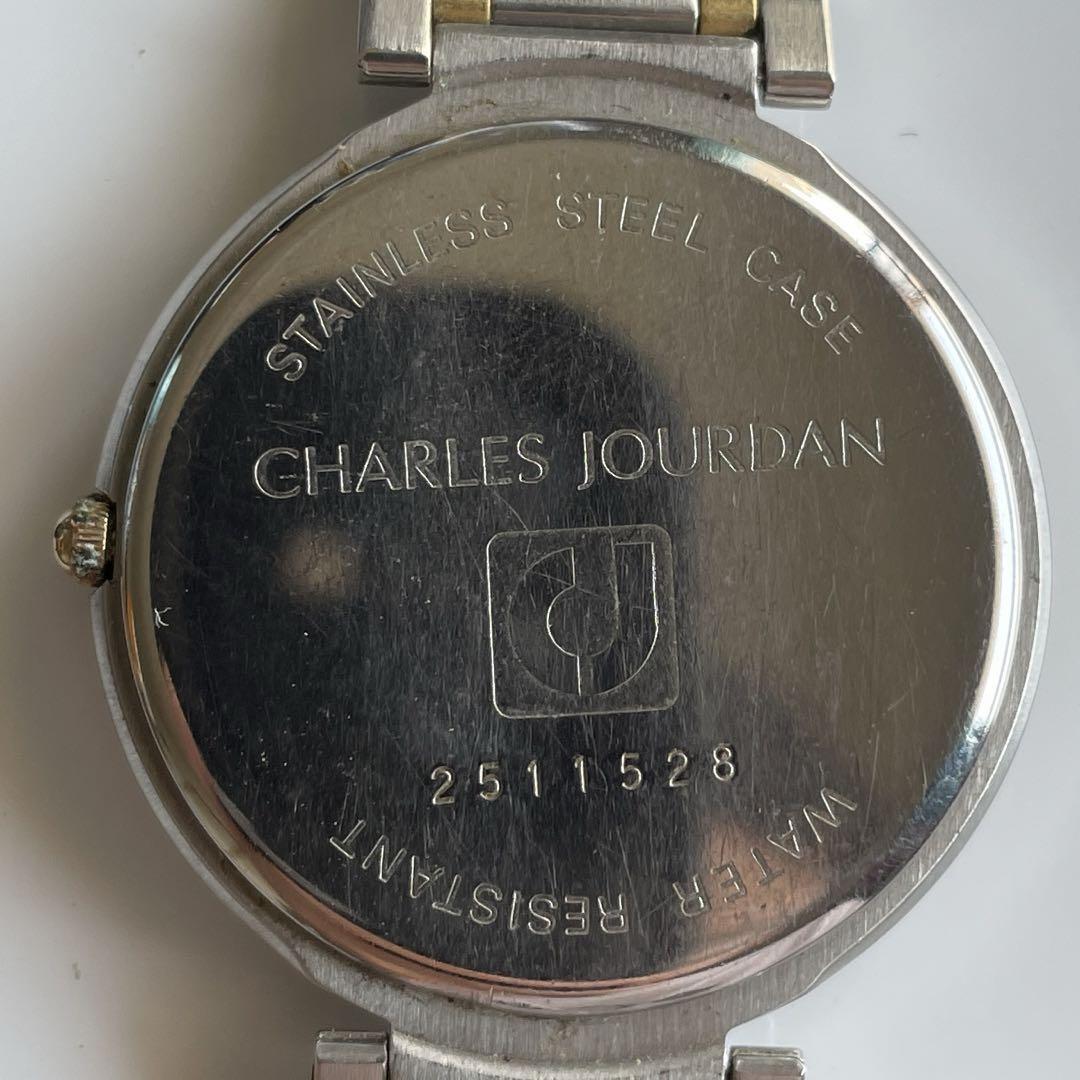 STAINLESS STEEL CASE
CHARLES JOURDAN
2511528
WATER RESISTANT